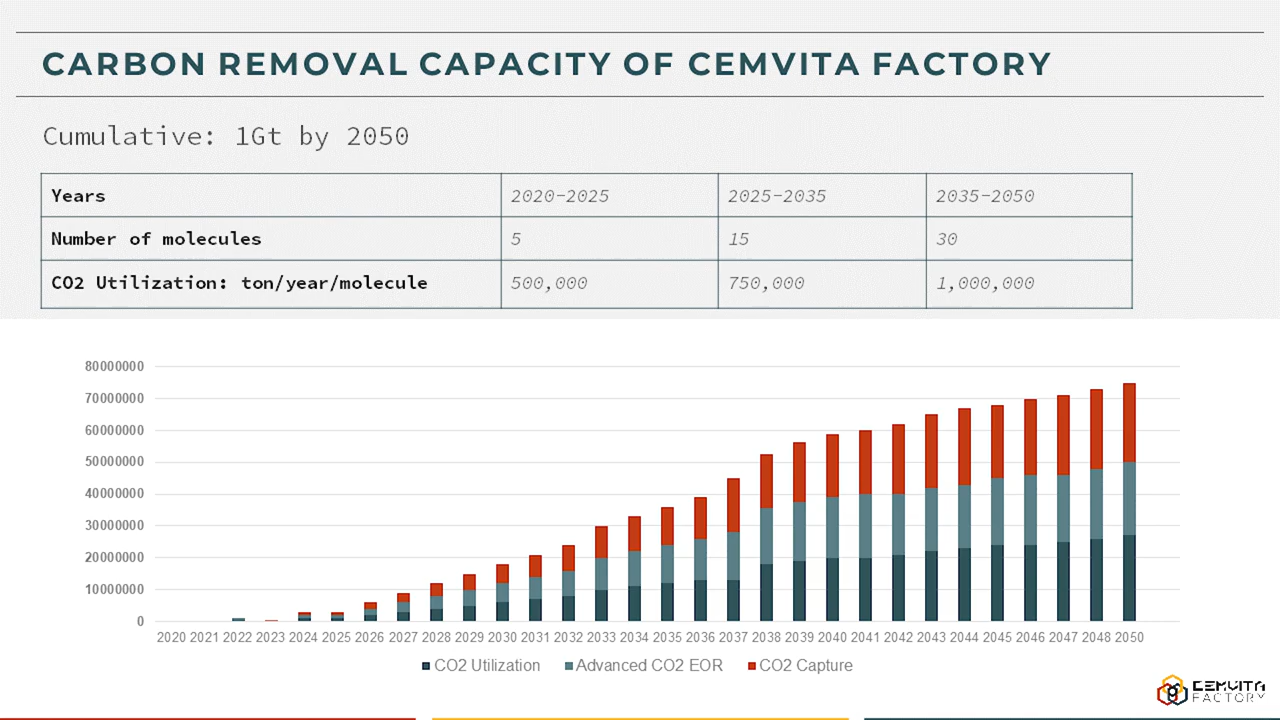 CARBON REMOVAL CAPACITY OF CEMVITA FACTORY
Cumulative: 1Gt by 2050
Years 2020-2025 2025-2035 2035-2050
Number of molecules 5 15 30
CO2 Utilization: ton/year/molecule 500,000 750,000 1,000,000
80000000
70000000
60000000
50000000
40000000
30000000
20000000
10000000
0
2020 2021 2022 2023 2024 2025 2026 2027 2028 2029 2030 2031 2032 2033 2034 2035 2036 2037 2038 2039 2040 2041 2042 2043 2044 2045 2046 2047 2048 2050
CO2 Utilization Advanced CO2 EOR CO2 Capture
CEMVITA
FACTORY